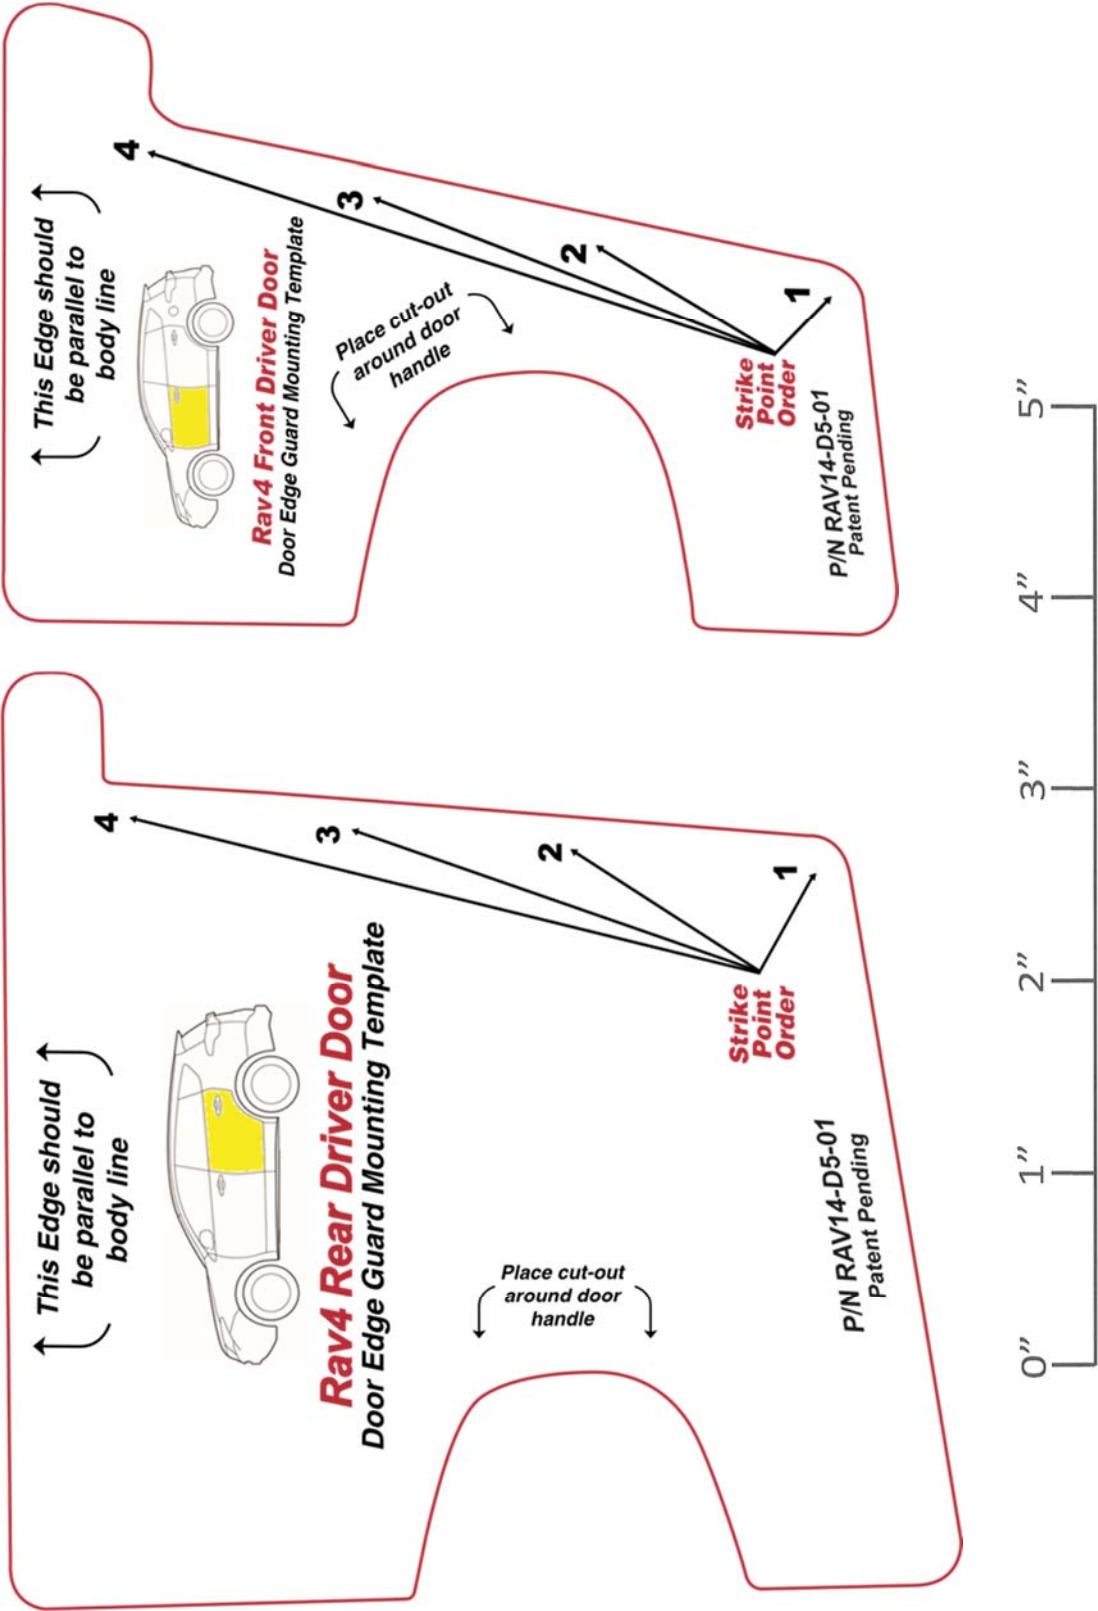 This Edge should
be parallel to
body line
Rav4 Front Driver Door
Door Edge Guard Mounting Template
Place cut-out
around door
handle
4
3
2
1
Strike
Point
Order
P/N RAV14-D5-01
Patent Pending
This Edge should
be parallel to
body line
Rav4 Rear Driver Door
Door Edge Guard Mounting Template
Place cut-out
around door
handle
4
3
2
1
Strike
Point
Order
P/N RAV14-D5-01
Patent Pending
0” 1” 2” 3” 4” 5”